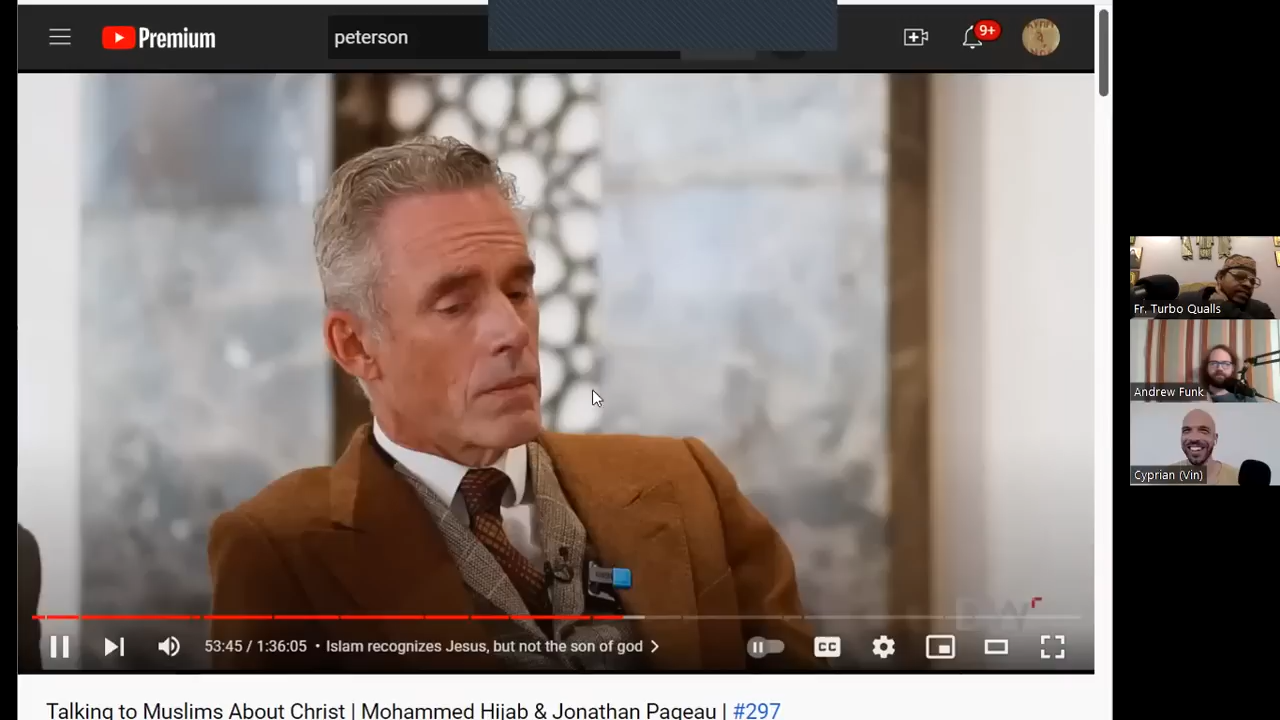 Premium
peterson
9+
Fr. Turbo Qualls
Andrew Funk
Cyprian (Vin)
53:45 / 1:36:05 • Islam recognizes Jesus, but not the son of god
CC
Talking to Muslims About Christ | Mohammed Hijab & Jonathan Pageau | #297